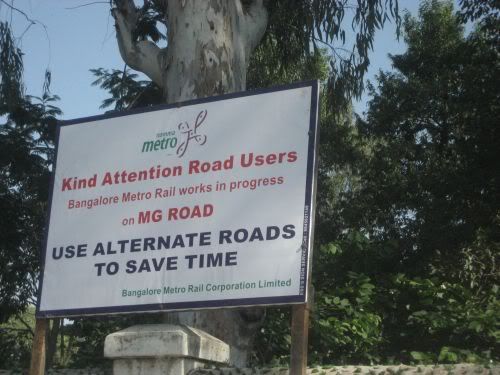 namma
metro
Kind Attention Road Users
Bangalore Metro Rail works in progress
on MG ROAD
USE ALTERNATE ROADS
TO SAVE TIME
Bangalore Metro Rail Corporation Limited